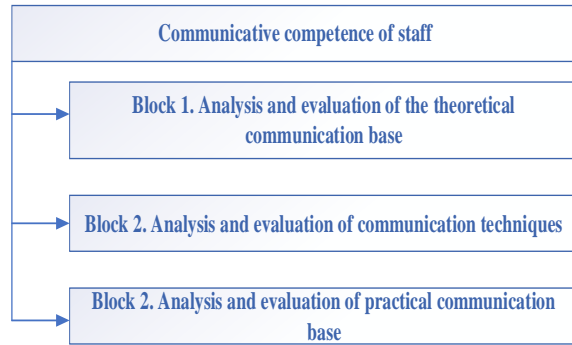 Communicative competence of staff
Block 1. Analysis and evaluation of the theoretical
communication base
Block 2. Analysis and evaluation of communication techniques
Block 2. Analysis and evaluation of practical communication
base